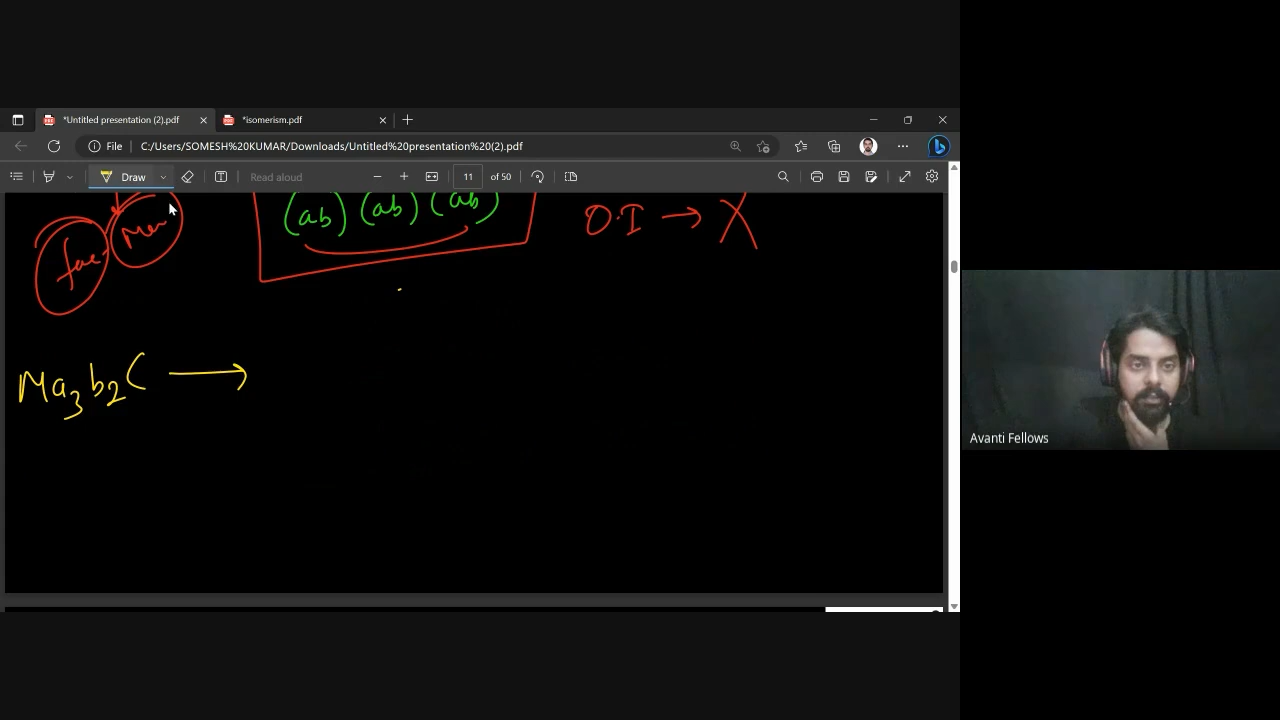 *Untitled presentation (2).pdf
*isomerism.pdf
File
C:/Users/SOMESH%20KUMAR/Downloads/Untitled%20presentation%20(2).pdf
Draw
Read aloud
11 of 50
(ab) (ab) (ab)
O.I → X
fac
Mer
Ma3b2C →
Avanti Fellows